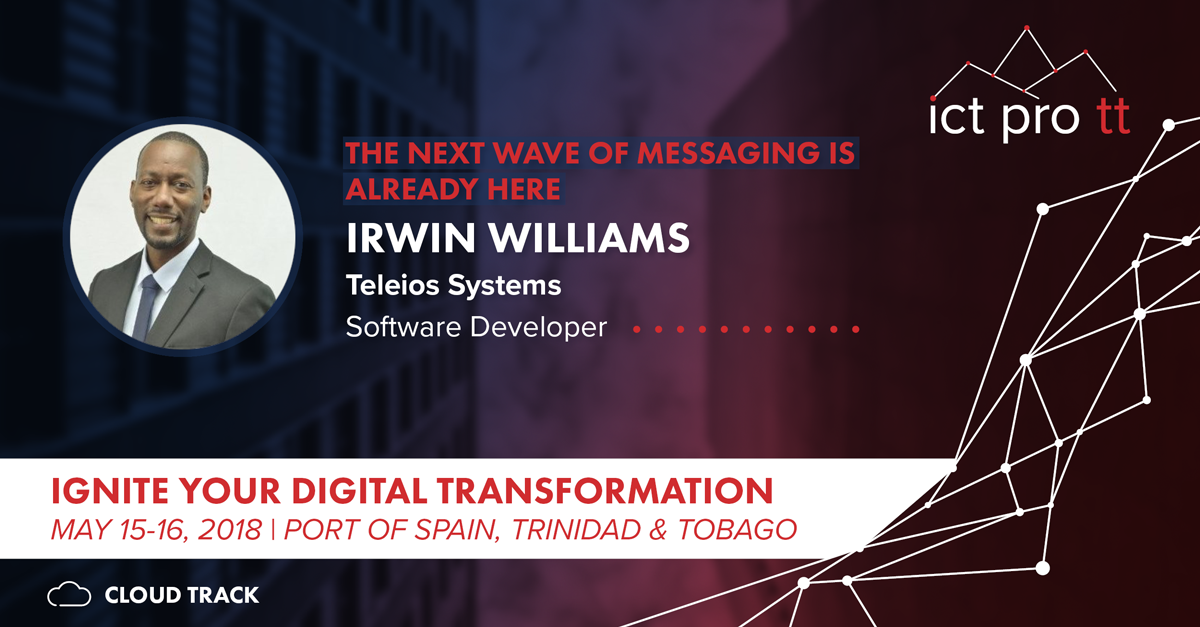 ict pro tt
THE NEXT WAVE OF MESSAGING IS
ALREADY HERE
IRWIN WILLIAMS
Teleios Systems
Software Developer
IGNITE YOUR DIGITAL TRANSFORMATION
MAY 15-16, 2018 | PORT OF SPAIN, TRINIDAD & TOBAGO
CLOUD TRACK